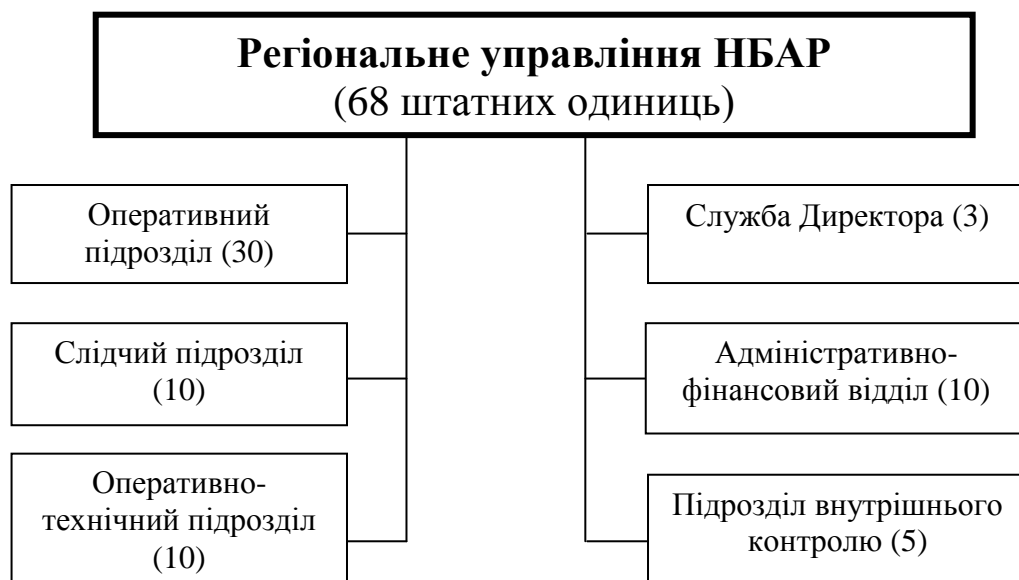 Регіональне управління НБАР
(68 штатних одиниць)
Оперативний
підрозділ (30)
Слідчий підрозділ
(10)
Оперативно-
технічний підрозділ
(10)
Служба Директора (3)
Адміністративно-
фінансовий відділ (10)
Підрозділ внутрішнього
контролю (5)